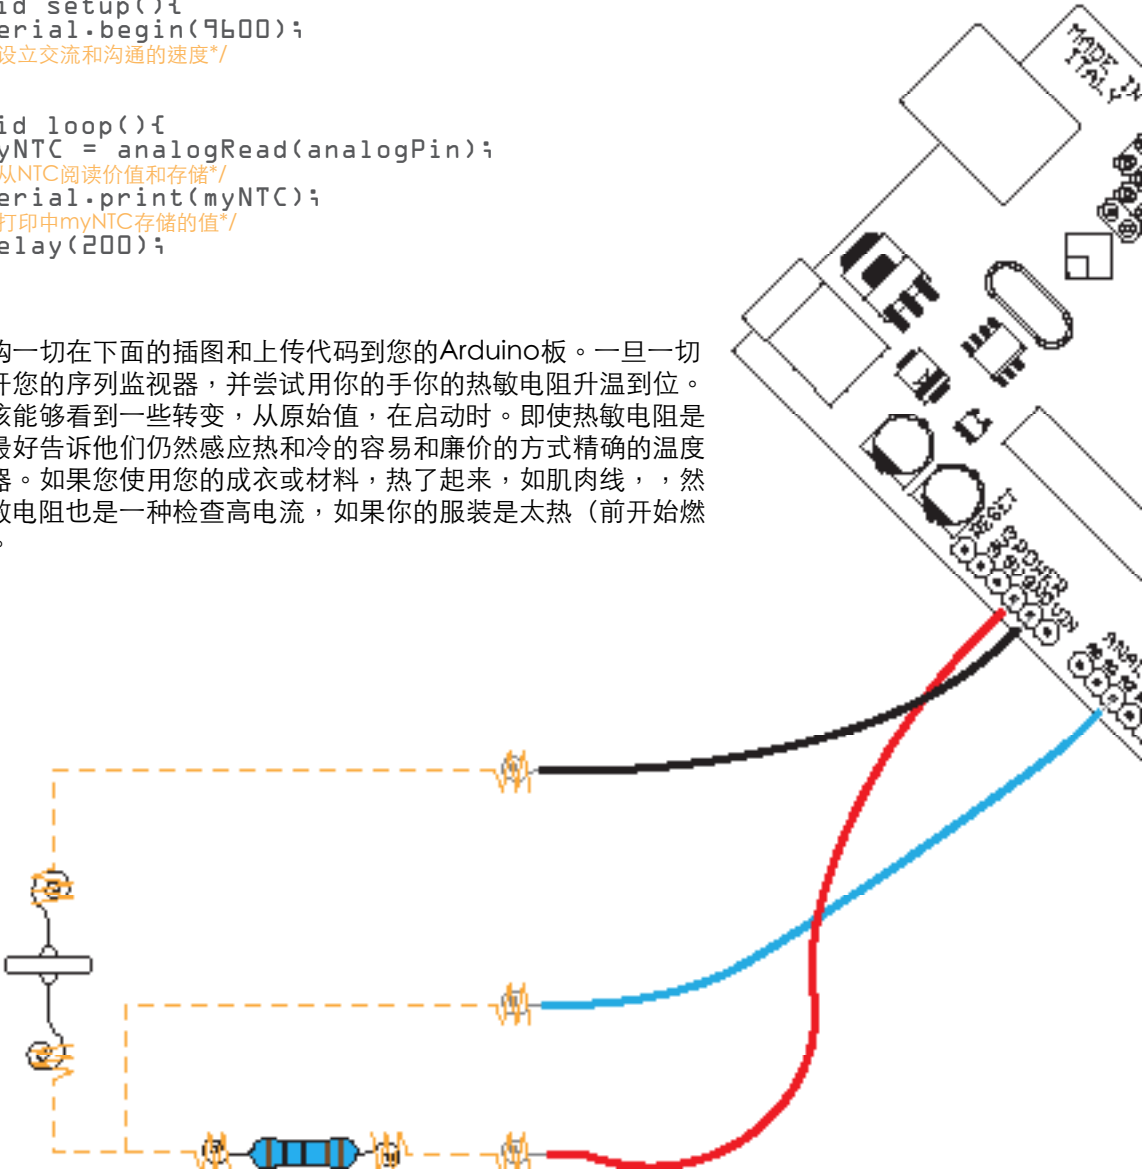 id setup(){
erial.begin(9600);
设立交流和沟通的速度*/
id loop(){
yNTC = analogRead(analogPin);
从NTC阅读价值和存储*/
erial.print(myNTC);
打印中myNTC存储的值*/
elay(200);
构一切在下面的插图和上传代码到您的Arduino板。一旦一切
开您的序列监视器，并尝试用你的手你的热敏电阻升温到位。
该能够看到一些转变，从原始值，在启动时。即使热敏电阻是
最好告诉他们仍然感应热和冷的容易和廉价的方式精确的温度
器。如果您使用您的成衣或材料，热了起来，如肌肉线，，然
敏电阻也是一种检查高电流，如果你的服装是太热（前开始燃
。
MADE IN
ITALY
RESET
POWER
VIN
ANAL